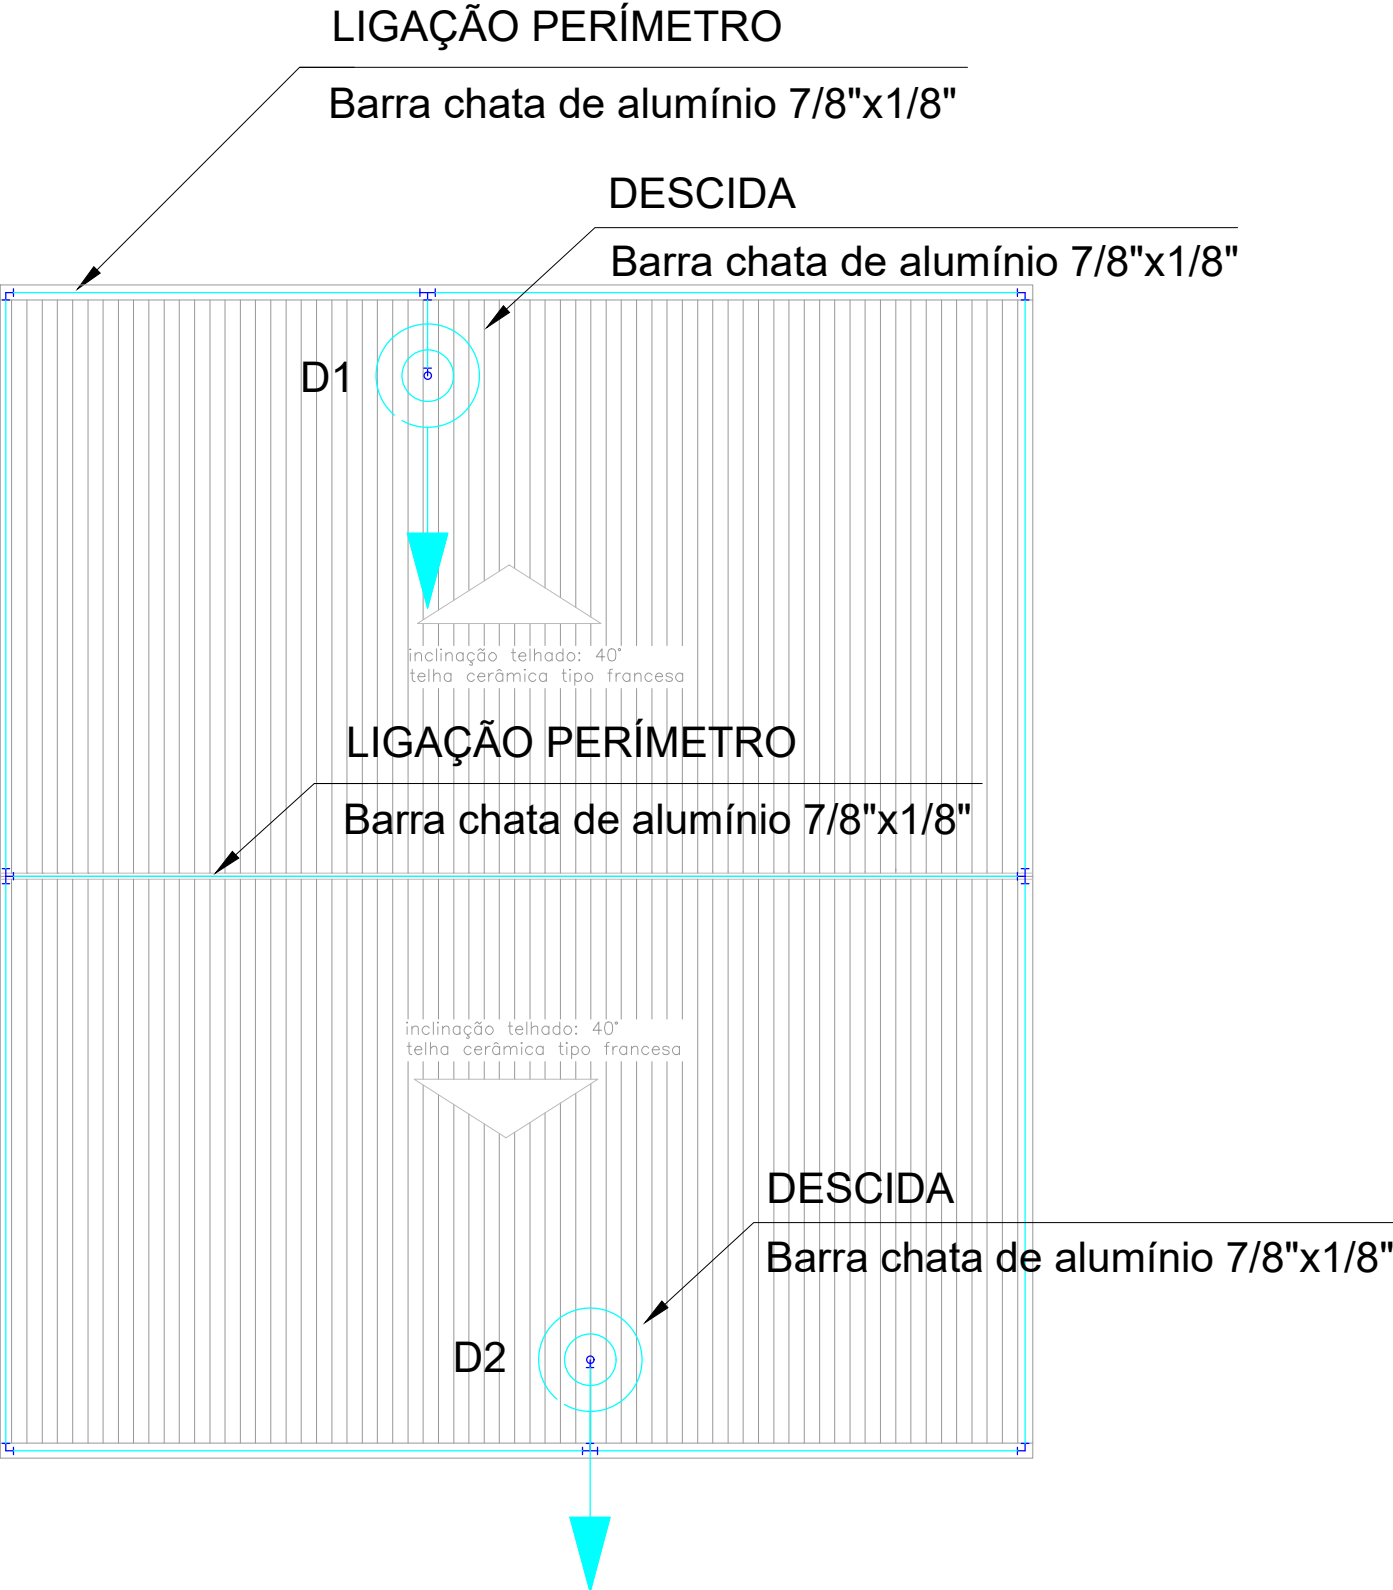 LIGAÇÃO PERÍMETRO
Barra chata de alumínio 7/8"x1/8"
DESCIDA
Barra chata de alumínio 7/8"x1/8"
D1
inclinação telhado: 40°
telha cerâmica tipo francesa
LIGAÇÃO PERÍMETRO
Barra chata de alumínio 7/8"x1/8"
inclinação telhado: 40°
telha cerâmica tipo francesa
DESCIDA
Barra chata de alumínio 7/8"x1/8"
D2